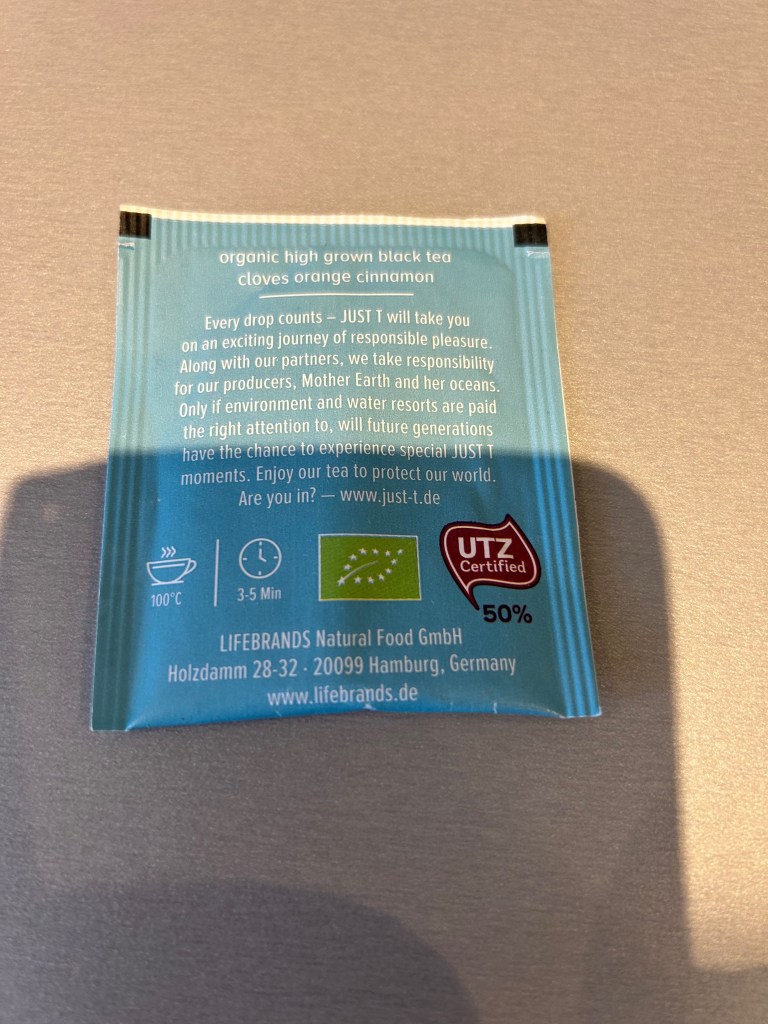 organic high grown black tea
cloves orange cinnamon
Every drop counts – JUST T will take you
on an exciting journey of responsible pleasure.
Along with our partners, we take responsibility
for our producers, Mother Earth and her oceans.
Only if environment and water resorts are paid
the right attention to, will future generations
have the chance to experience special JUST T
moments. Enjoy our tea to protect our world.
Are you in? — www.just-t.de
100°C
3-5 Min
UTZ
Certified
50%
LIFEBRANDS Natural Food GmbH
Holzdamm 28-32 · 20099 Hamburg, Germany
www.lifebrands.de